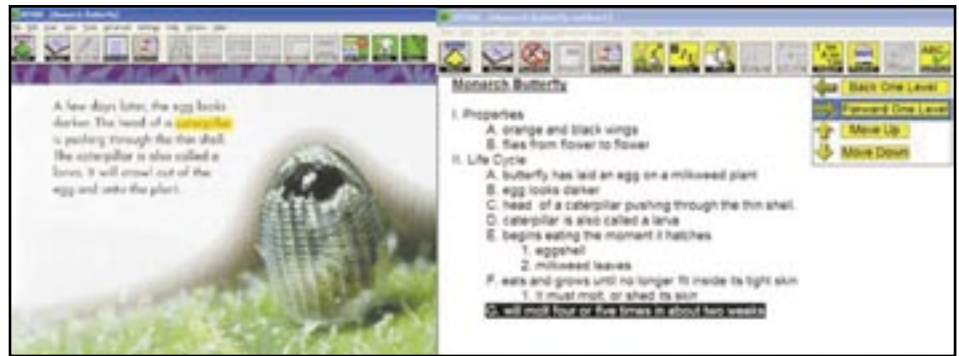 A few days later, the egg looks
darker. The head of a caterpillar
is pushing through the thin shell.
The caterpillar is also called a
larva. It will crawl out of the
egg and onto the plant.
Monarch Butterfly
I. Properties
A. orange and black wings
B. flies from flower to flower
II. Life Cycle
A. butterfly has laid an egg on a milkweed plant
B. egg looks darker
C. head of a caterpillar pushing through the thin shell.
D. caterpillar is also called a larva
E. begins eating the moment it hatches
1. eggshell
2. milkweed leaves
F. eats and grows until no longer fit inside its tight skin
1. it must molt, or shed its skin
G. will molt four or five times in about two weeks
Back One Level
Forward One Level
Move Up
Move Down